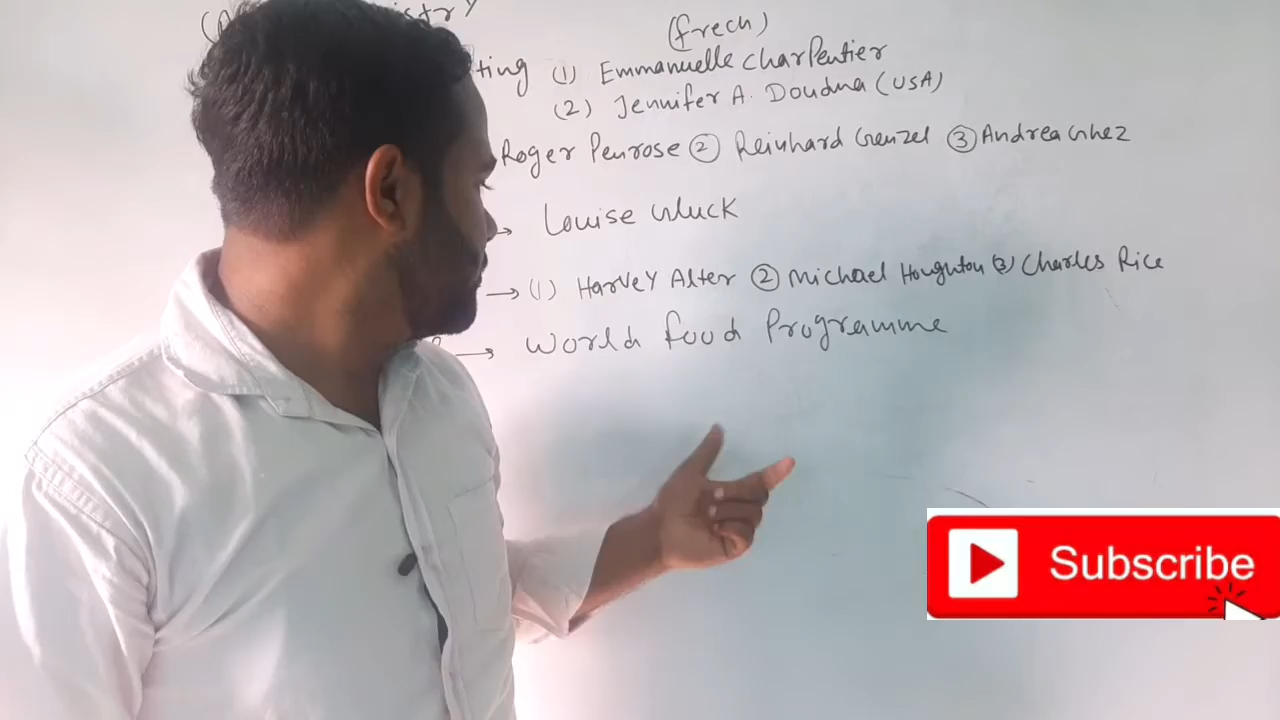 (frech)
ting (1) Emmanuelle Charpentier
(2) Jennifer A. Doudna (USA)
Roger Penrose ② Reinhard Genzel ③ Andrea Ghez
→ Louise Gluck
→ (1) Harvey Alter ② Michael Houghton ③ Charles Rice
→ World food Programme
Subscribe